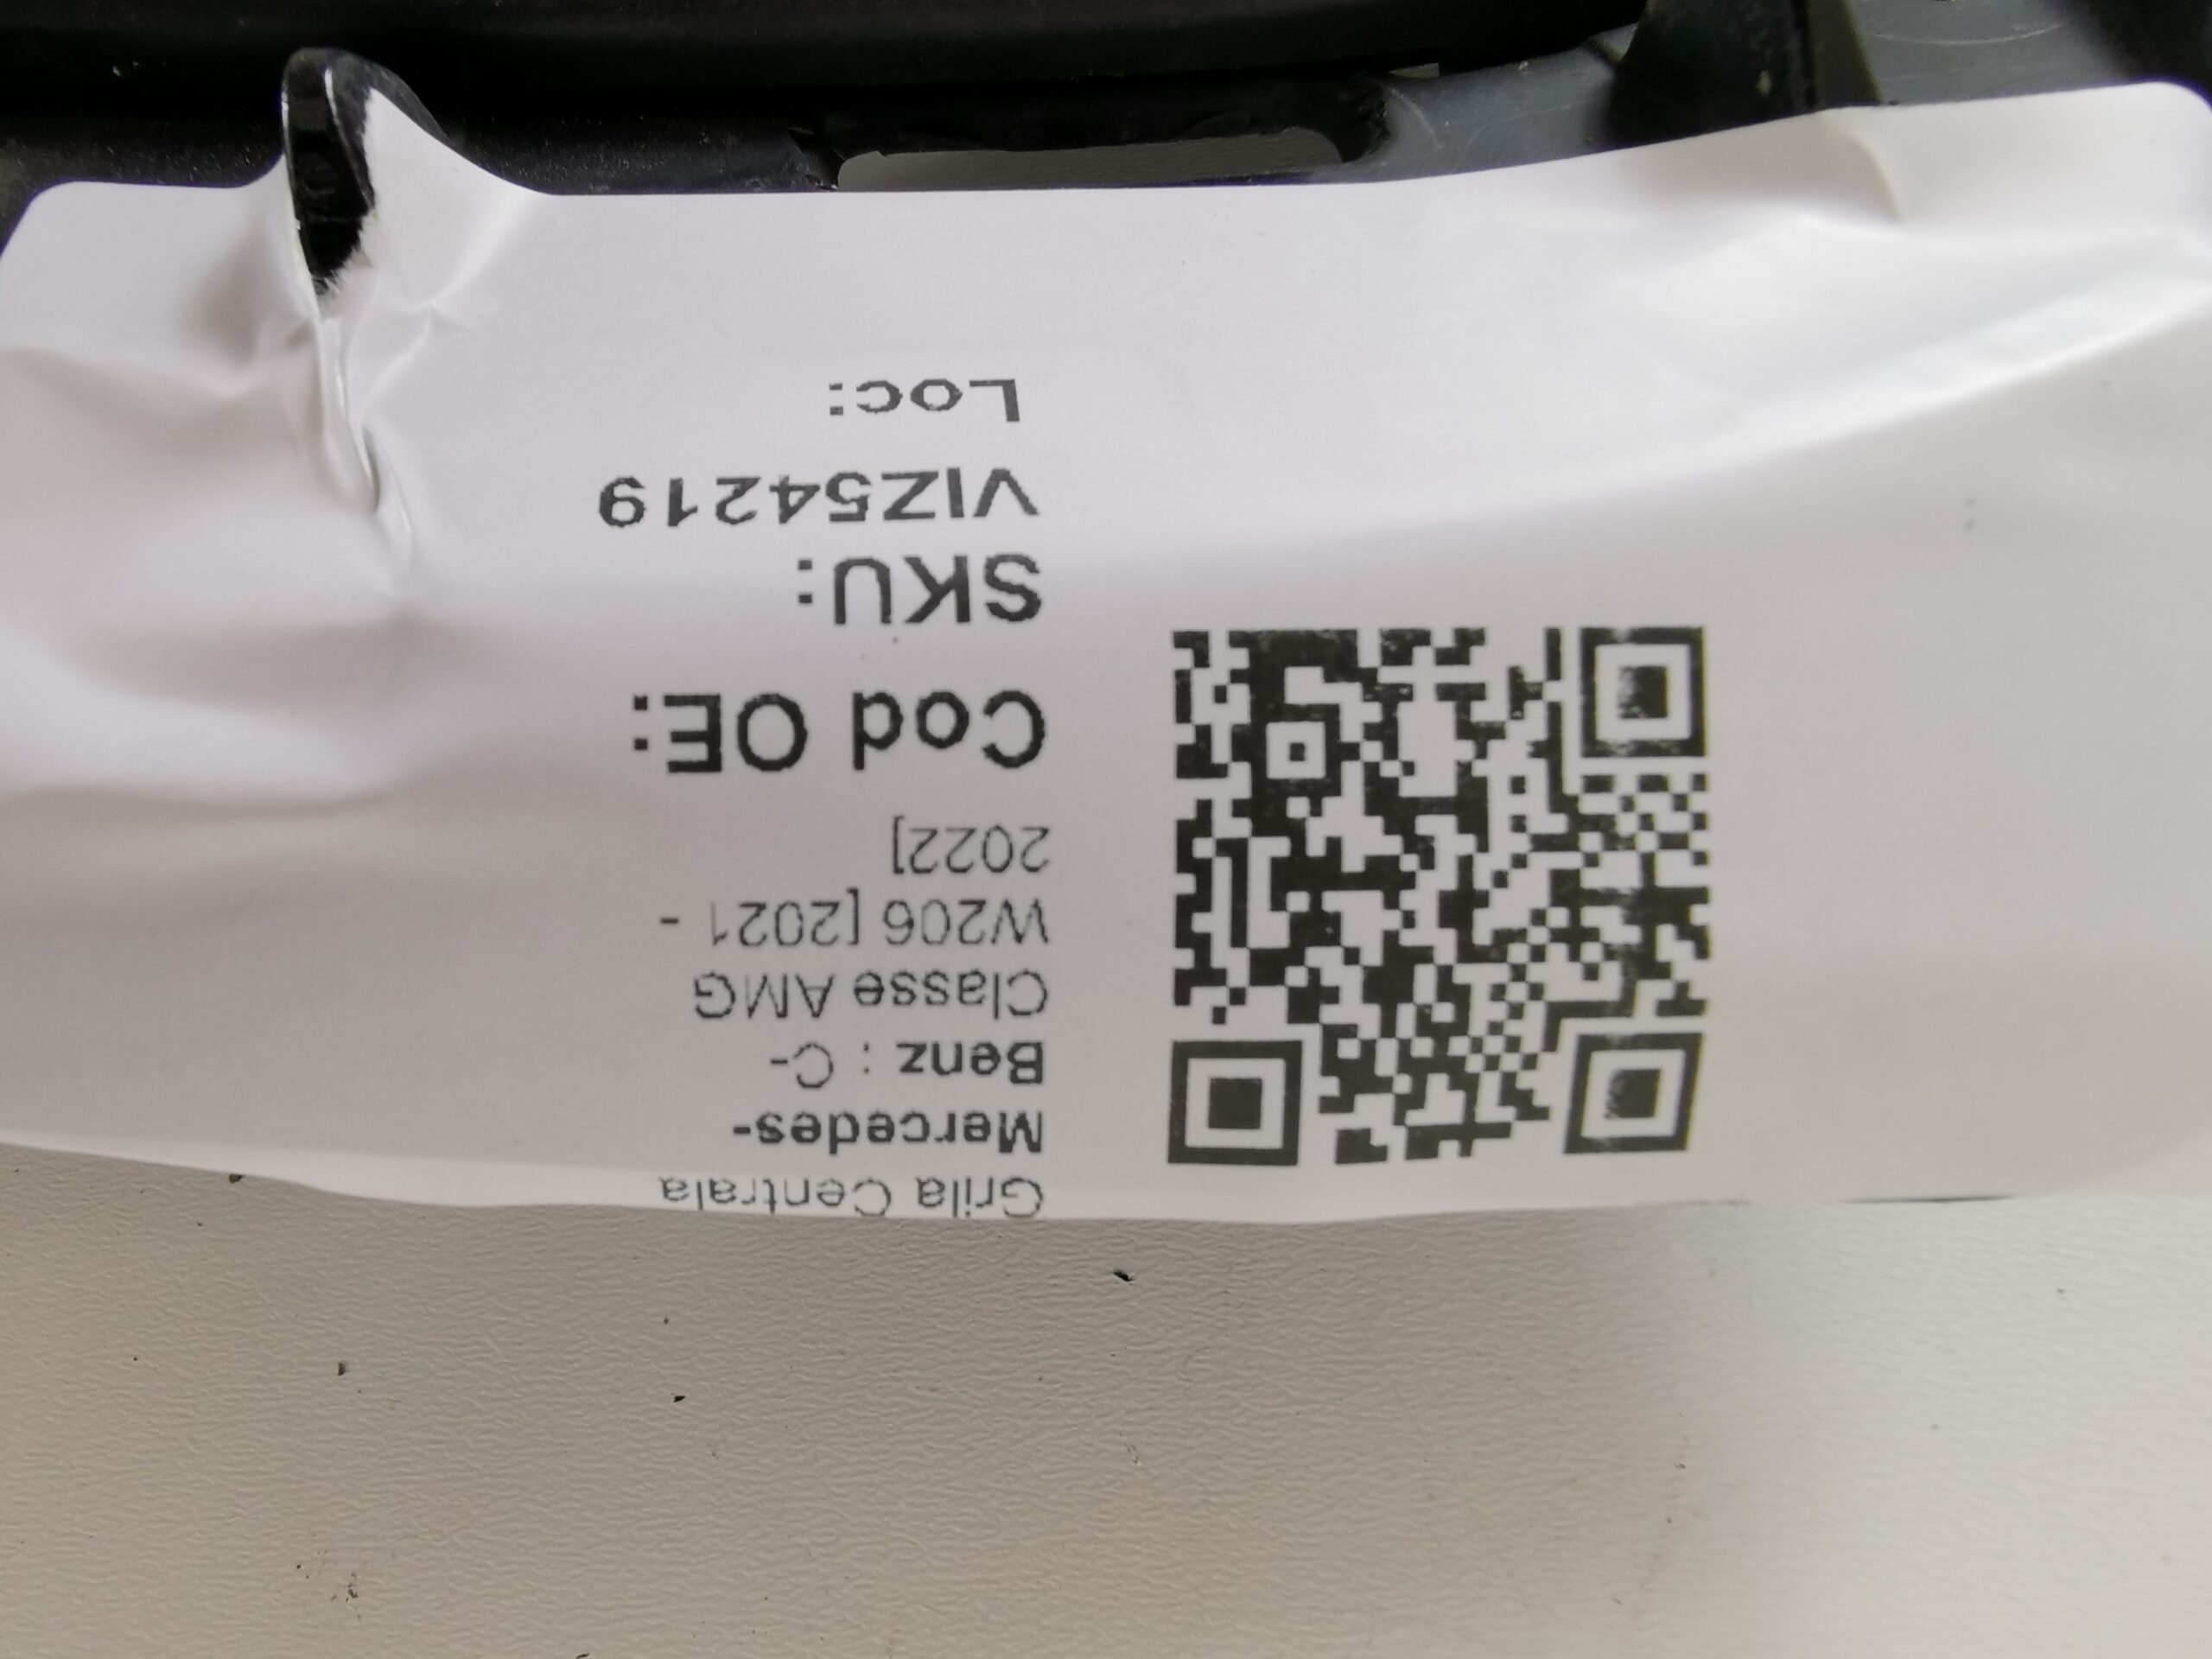 Grila Centrala
Mercedes-
Benz : C-
Classe AMG
W206 [2021 -
2022]
Cod OE:
SKU:
VIZ54219
Loc: